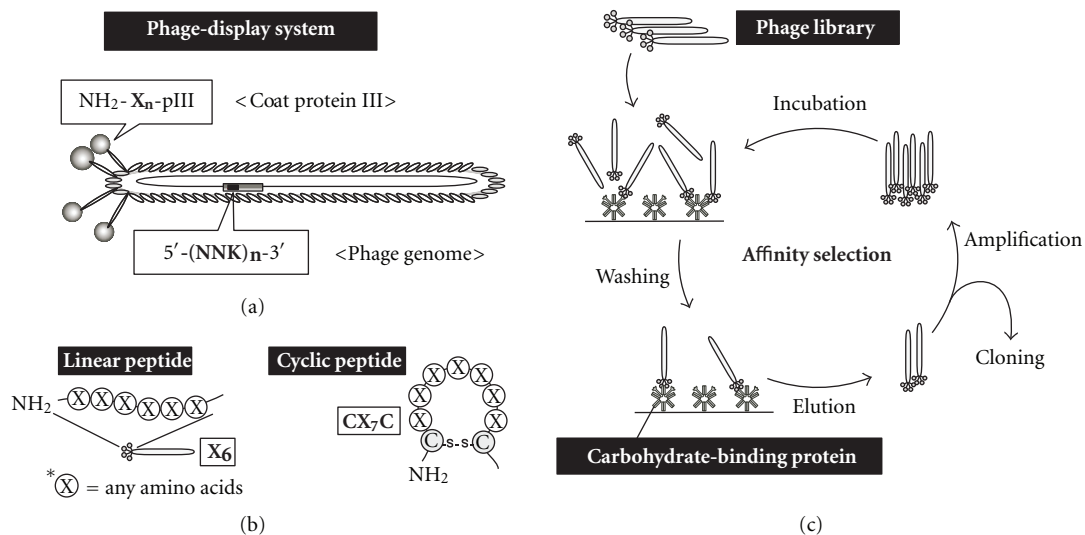 Phage-display system
NH2- Xn-pIII
<Coat protein III>
5′-(NNK)n-3′
<Phage genome>
(a)
Linear peptide
NH2
X X X X X X
X6
*X = any amino acids
Cyclic peptide
X X X X X X X
CX7C
C -s-s- C
NH2
(b)
Phage library
Incubation
Affinity selection
Washing
Amplification
Cloning
Elution
Carbohydrate-binding protein
(c)